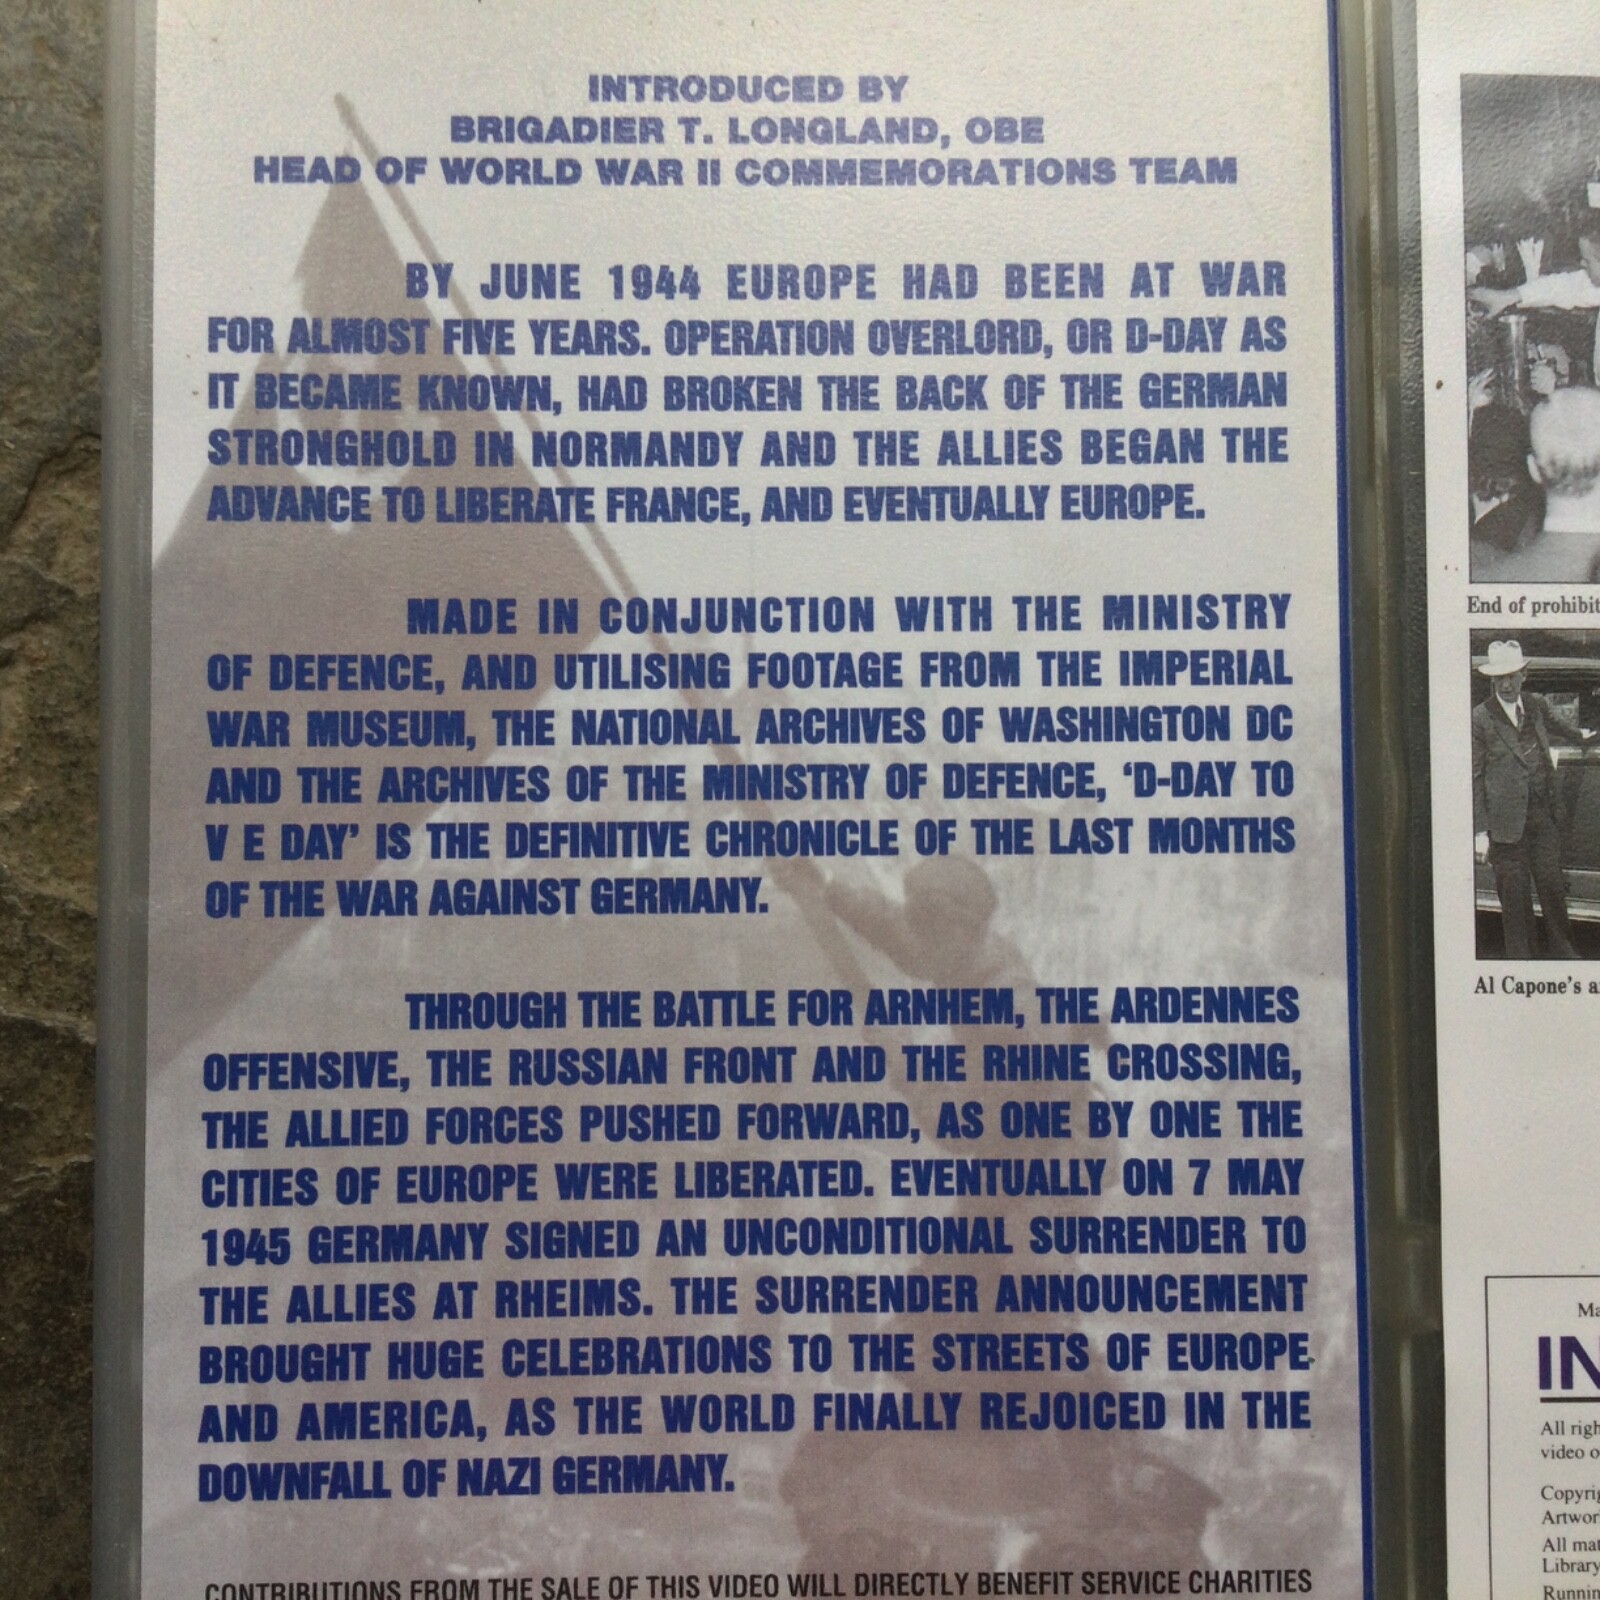 INTRODUCED BY
BRIGADIER T. LONGLAND, OBE
HEAD OF WORLD WAR II COMMEMORATIONS TEAM
BY JUNE 1944 EUROPE HAD BEEN AT WAR
FOR ALMOST FIVE YEARS. OPERATION OVERLORD, OR D-DAY AS
IT BECAME KNOWN, HAD BROKEN THE BACK OF THE GERMAN
STRONGHOLD IN NORMANDY AND THE ALLIES BEGAN THE
ADVANCE TO LIBERATE FRANCE, AND EVENTUALLY EUROPE.
MADE IN CONJUNCTION WITH THE MINISTRY
OF DEFENCE, AND UTILISING FOOTAGE FROM THE IMPERIAL
WAR MUSEUM, THE NATIONAL ARCHIVES OF WASHINGTON DC
AND THE ARCHIVES OF THE MINISTRY OF DEFENCE, ‘D-DAY TO
V E DAY’ IS THE DEFINITIVE CHRONICLE OF THE LAST MONTHS
OF THE WAR AGAINST GERMANY.
THROUGH THE BATTLE FOR ARNHEM, THE ARDENNES
OFFENSIVE, THE RUSSIAN FRONT AND THE RHINE CROSSING,
THE ALLIED FORCES PUSHED FORWARD, AS ONE BY ONE THE
CITIES OF EUROPE WERE LIBERATED. EVENTUALLY ON 7 MAY
1945 GERMANY SIGNED AN UNCONDITIONAL SURRENDER TO
THE ALLIES AT RHEIMS. THE SURRENDER ANNOUNCEMENT
BROUGHT HUGE CELEBRATIONS TO THE STREETS OF EUROPE
AND AMERICA, AS THE WORLD FINALLY REJOICED IN THE
DOWNFALL OF NAZI GERMANY.
CONTRIBUTIONS FROM THE SALE OF THIS VIDEO WILL DIRECTLY BENEFIT SERVICE CHARITIES
End of
Al Capone's
All
video
All
Library